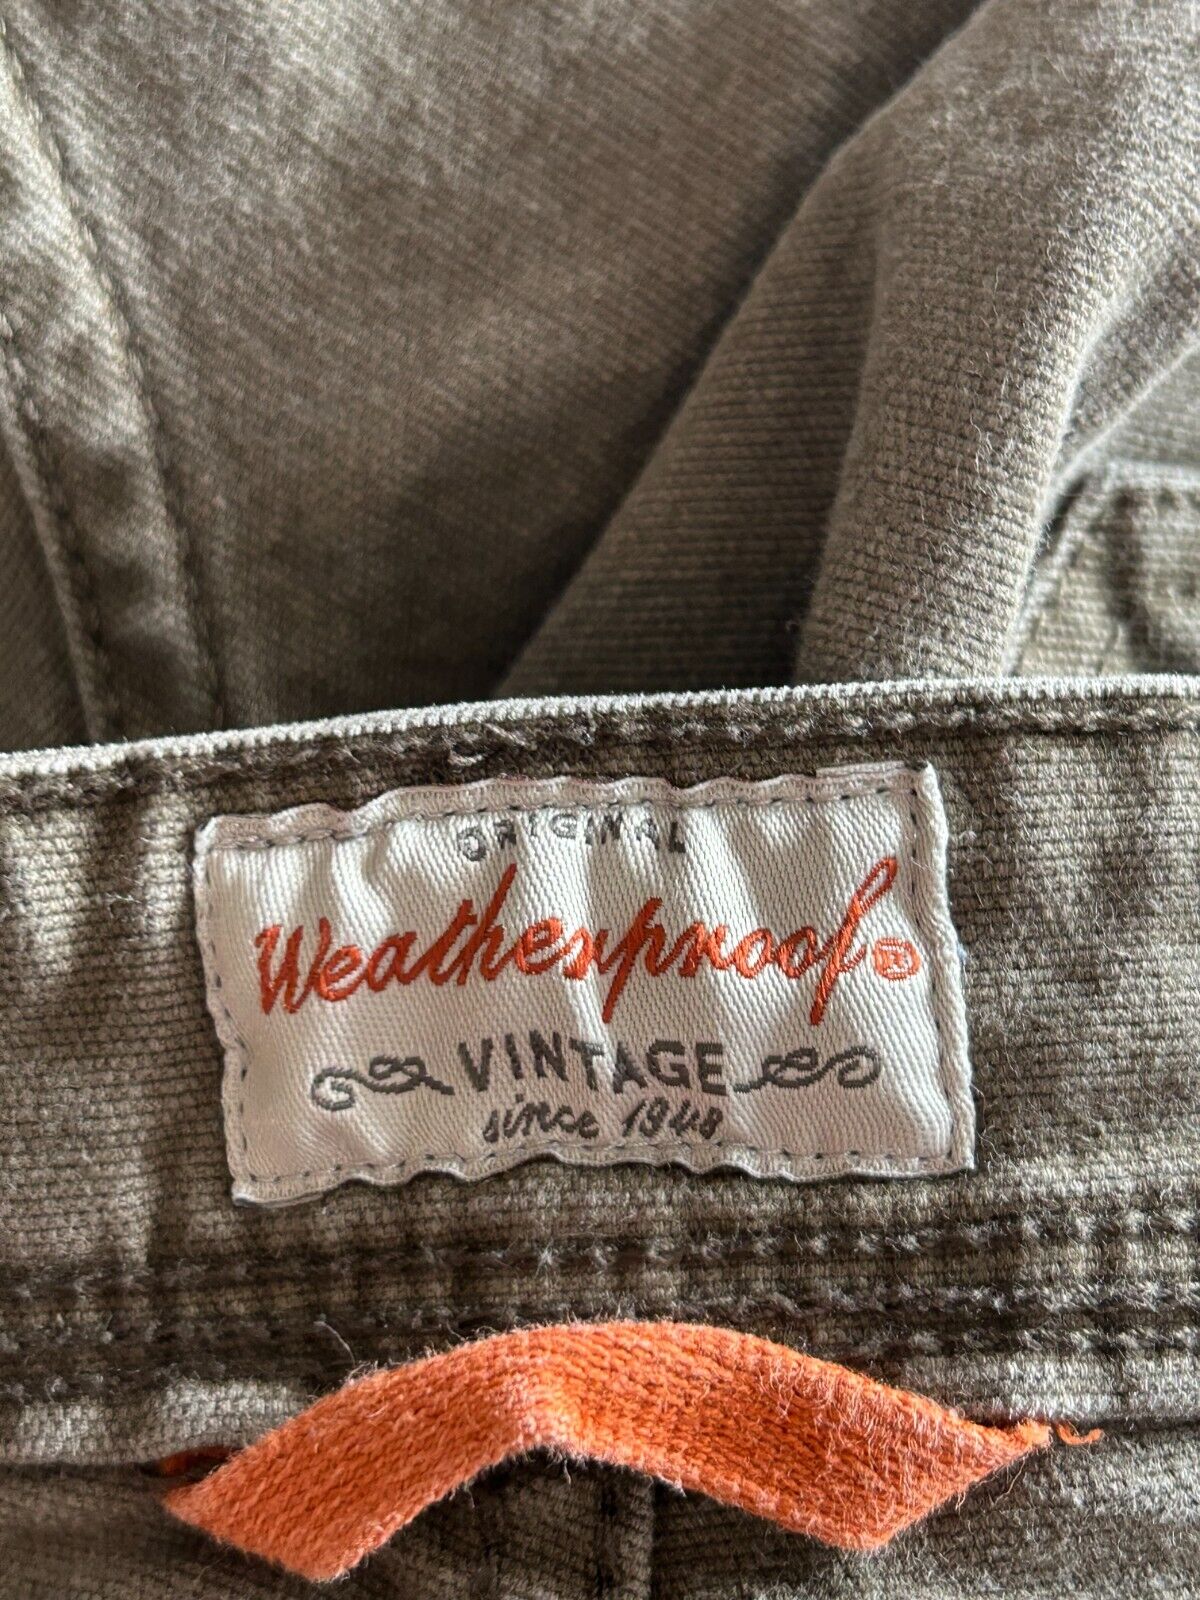 ORIGINAL
Weatherproof®
VINTAGE
since 1948